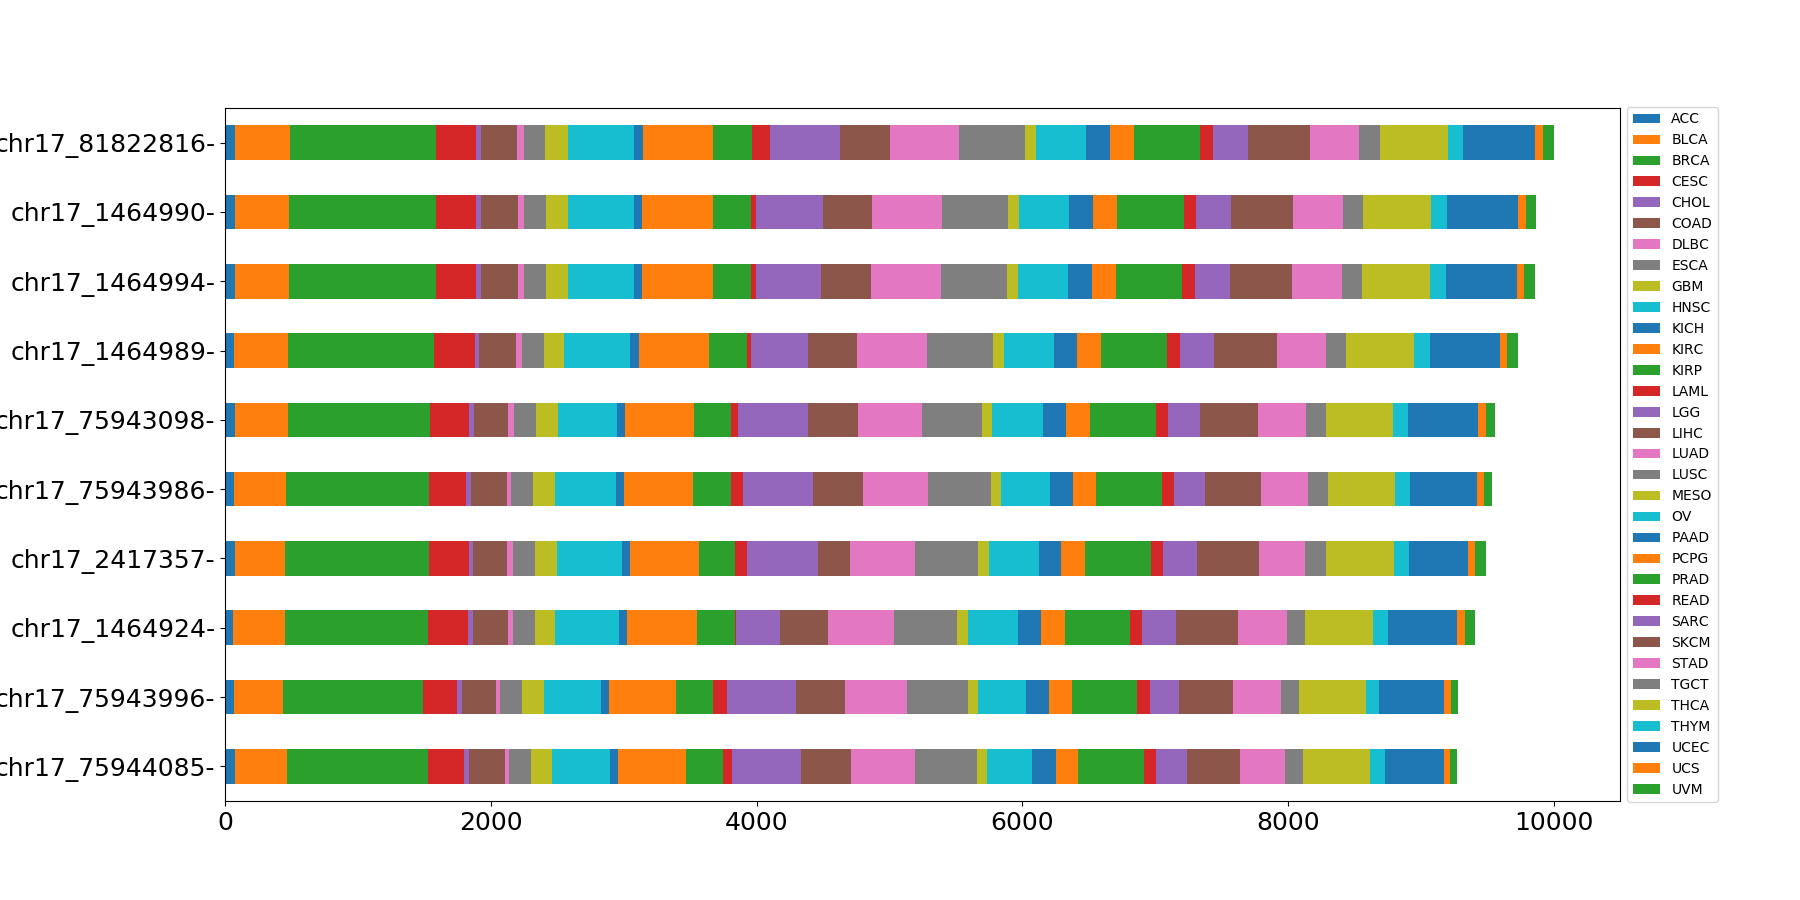 chr17_81822816-
chr17_1464990-
chr17_1464994-
chr17_1464989-
chr17_75943098-
chr17_75943986-
chr17_2417357-
chr17_1464924-
chr17_75943996-
chr17_75944085-
0 2000 4000 6000 8000 10000
ACC
BLCA
BRCA
CESC
CHOL
COAD
DLBC
ESCA
GBM
HNSC
KICH
KIRC
KIRP
LAML
LGG
LIHC
LUAD
LUSC
MESO
OV
PAAD
PCPG
PRAD
READ
SARC
SKCM
STAD
TGCT
THCA
THYM
UCEC
UCS
UVM